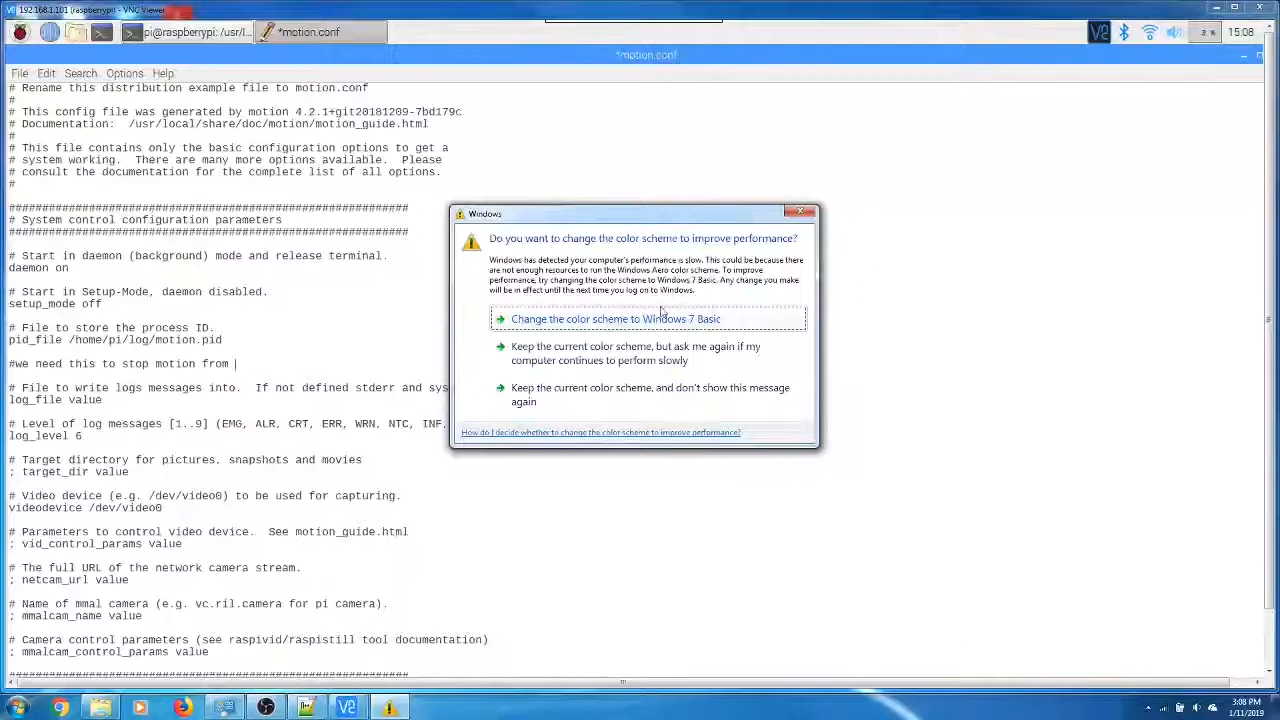 192.168.1.101 (raspberrypi) - VNC Viewer
pi@raspberrypi: /usr/l...
*motion.conf
3 %
15:08
*motion.conf
File Edit Search Options Help
# Rename this distribution example file to motion.conf
#
# This config file was generated by motion 4.2.1+git20181209-7bd179c
# Documentation:  /usr/local/share/doc/motion/motion_guide.html
#
# This file contains only the basic configuration options to get a
# system working.  There are many more options available.  Please
# consult the documentation for the complete list of all options.
#
############################################################
# System control configuration parameters
############################################################
# Start in daemon (background) mode and release terminal.
daemon on
# Start in Setup-Mode, daemon disabled.
setup_mode off
# File to store the process ID.
pid_file /home/pi/log/motion.pid
#we need this to stop motion from
# File to write logs messages into.  If not defined stderr and sys
log_file value
# Level of log messages [1..9] (EMG, ALR, CRT, ERR, WRN, NTC, INF,
log_level 6
# Target directory for pictures, snapshots and movies
; target_dir value
# Video device (e.g. /dev/video0) to be used for capturing.
videodevice /dev/video0
# Parameters to control video device.  See motion_guide.html
; vid_control_params value
# The full URL of the network camera stream.
; netcam_url value
# Name of mmal camera (e.g. vc.ril.camera for pi camera).
; mmalcam_name value
# Camera control parameters (see raspivid/raspistill tool documentation)
; mmalcam_control_params value
############################################################
Windows
Do you want to change the color scheme to improve performance?
Windows has detected your computer's performance is slow. This could be because there
are not enough resources to run the Windows Aero color scheme. To improve
performance, try changing the color scheme to Windows 7 Basic. Any change you make
will be in effect until the next time you log on to Windows.
Change the color scheme to Windows 7 Basic
Keep the current color scheme, but ask me again if my
computer continues to perform slowly
Keep the current color scheme, and don't show this message
again
How do I decide whether to change the color scheme to improve performance?
3:08 PM
1/11/2019